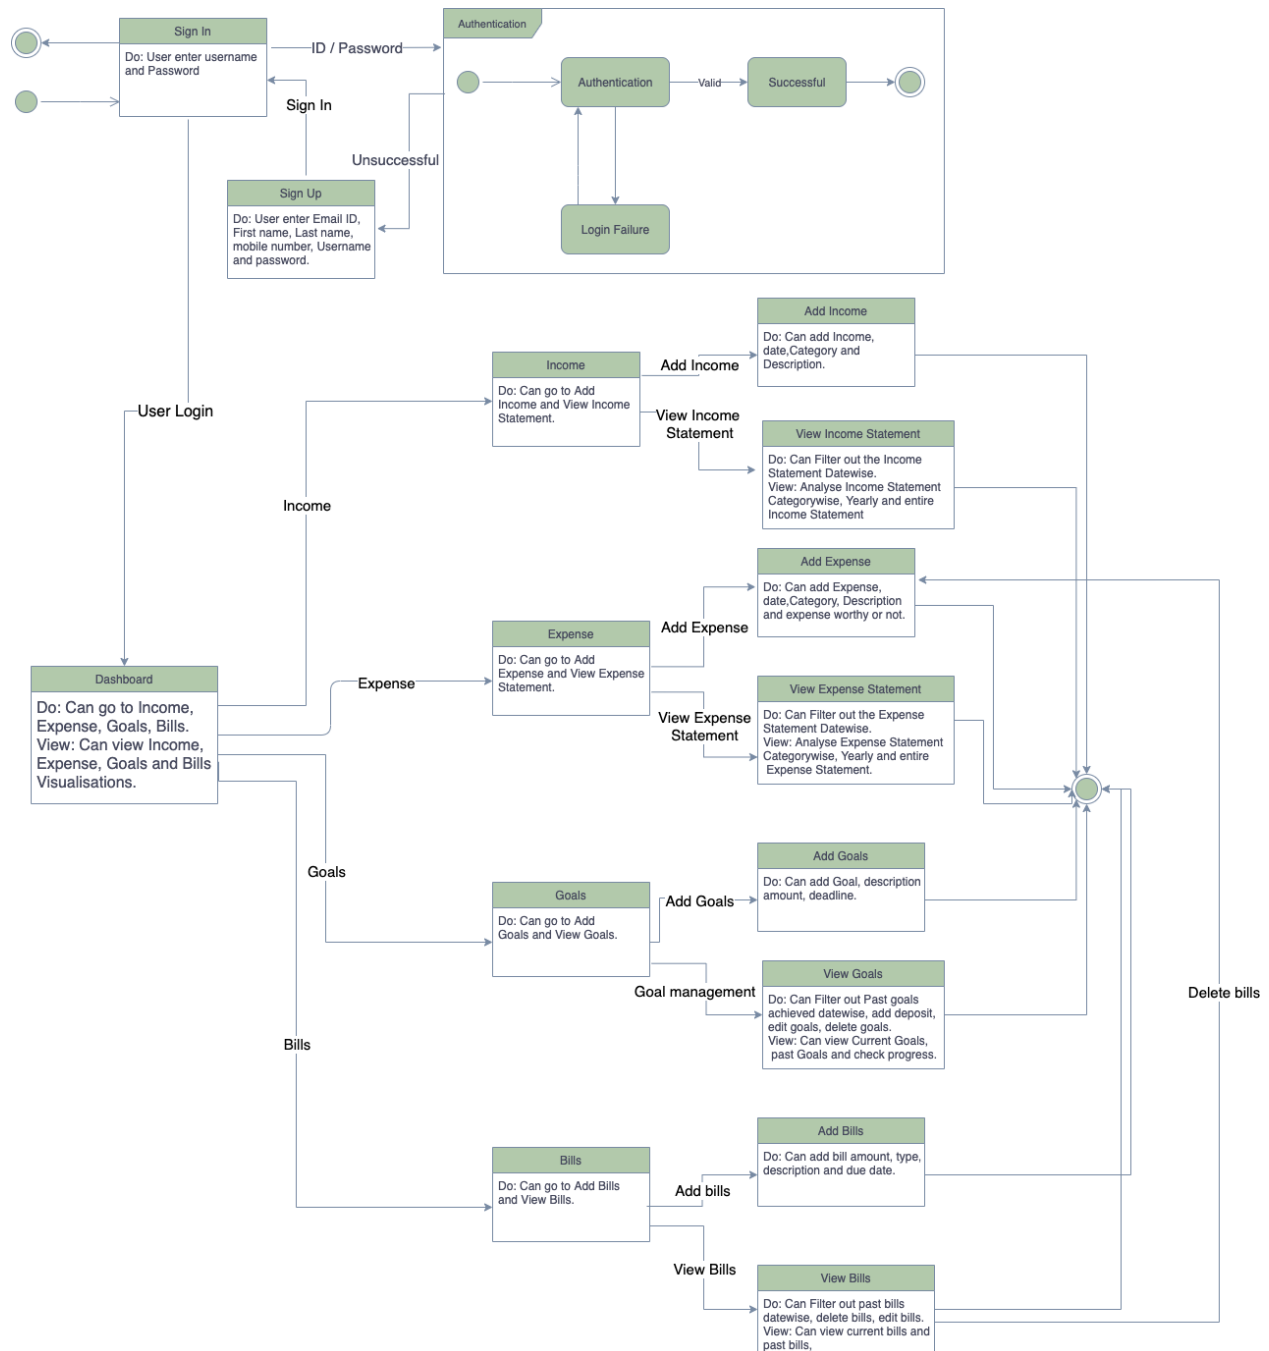 Sign In
Do: User enter username
and Password
ID / Password
Authentication
Authentication
Valid
Successful
Login Failure
Sign In
Unsuccessful
Sign Up
Do: User enter Email ID,
First name, Last name,
mobile number, Username
and password.
User Login
Dashboard
Do: Can go to Income,
Expense, Goals, Bills.
View: Can view Income,
Expense, Goals and Bills
Visualisations.
Income
Income
Do: Can go to Add
Income and View Income
Statement.
Add Income
Add Income
Do: Can add Income,
date,Category and
Description.
View Income
Statement
View Income Statement
Do: Can Filter out the Income
Statement Datewise.
View: Analyse Income Statement
Categorywise, Yearly and entire
Income Statement
Expense
Expense
Do: Can go to Add
Expense and View Expense
Statement.
Add Expense
Add Expense
Do: Can add Expense,
date,Category, Description
and expense worthy or not.
View Expense
Statement
View Expense Statement
Do: Can Filter out the Expense
Statement Datewise.
View: Analyse Expense Statement
Categorywise, Yearly and entire
Expense Statement.
Goals
Goals
Do: Can go to Add
Goals and View Goals.
Add Goals
Add Goals
Do: Can add Goal, description
amount, deadline.
Goal management
View Goals
Do: Can Filter out Past goals
achieved datewise, add deposit,
edit goals, delete goals.
View: Can view Current Goals,
past Goals and check progress.
Delete bills
Bills
Bills
Do: Can go to Add Bills
and View Bills.
Add bills
Add Bills
Do: Can add bill amount, type,
description and due date.
View Bills
View Bills
Do: Can Filter out past bills
datewise, delete bills, edit bills.
View: Can view current bills and
past bills,